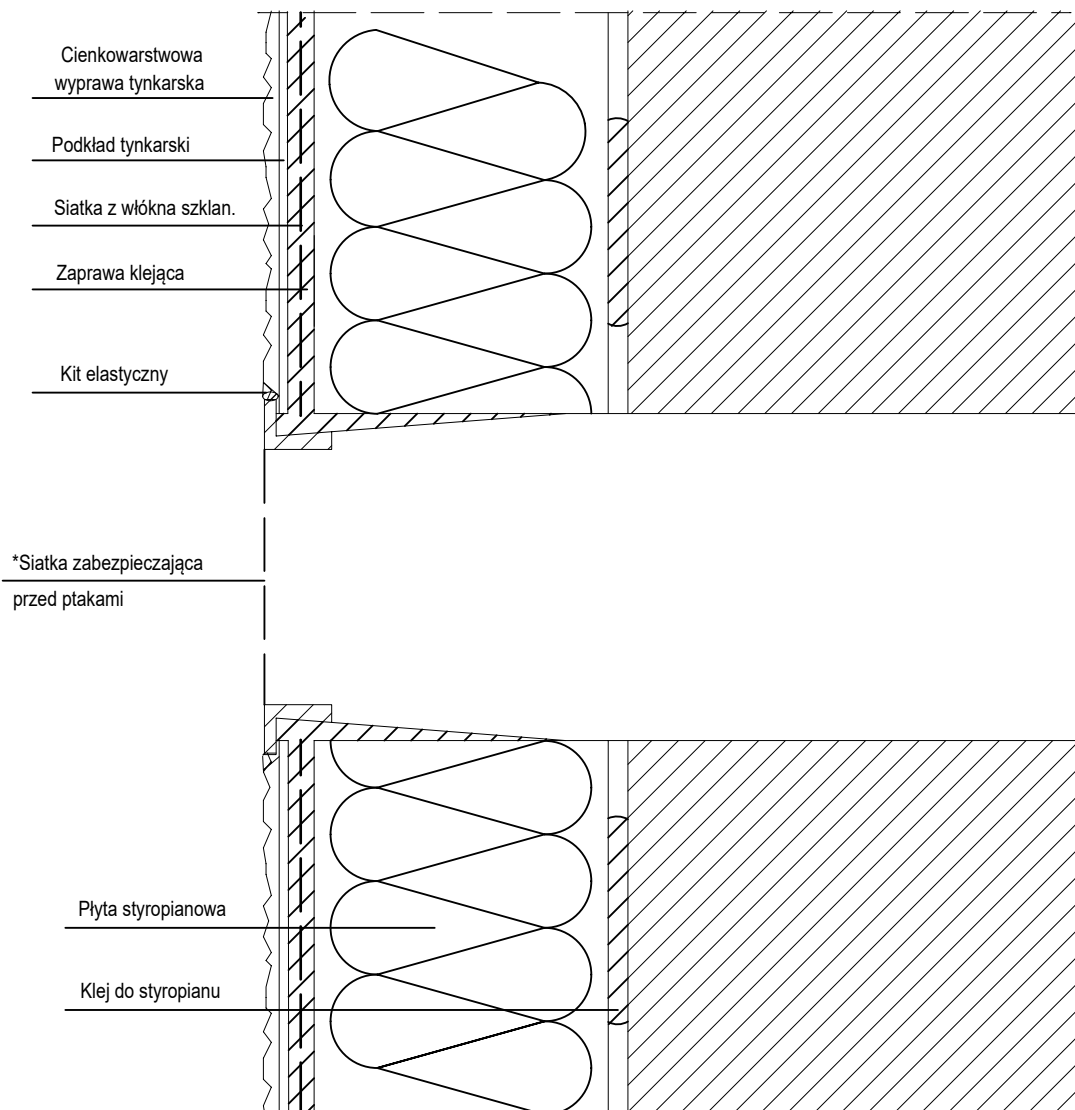 Cienkowarstwowa
wyprawa tynkarska
Podkład tynkarski
Siatka z włókna szklan.
Zaprawa klejąca
Kit elastyczny
*Siatka zabezpieczająca
przed ptakami
Płyta styropianowa
Klej do styropianu